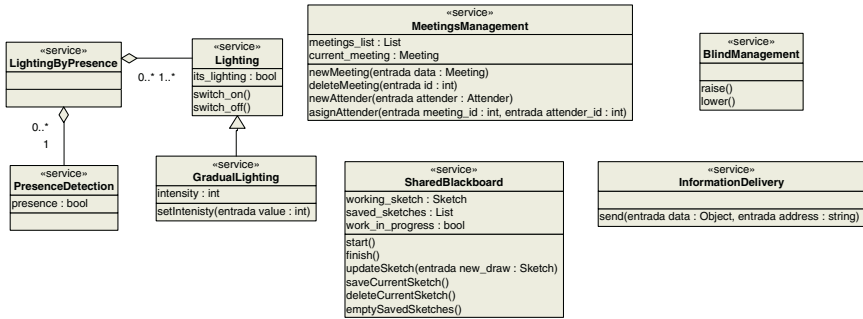 «service»
LightingByPresence
0..* 1..*
«service»
Lighting
its_lighting : bool
switch_on()
switch_off()
«service»
MeetingsManagement
meetings_list : List
current_meeting : Meeting
newMeeting(entrada data : Meeting)
deleteMeeting(entrada id : int)
newAttender(entrada attender : Attender)
asignAttender(entrada meeting_id : int, entrada attender_id : int)
«service»
BlindManagement
raise()
lower()
0..*
1
«service»
PresenceDetection
presence : bool
«service»
GradualLighting
intensity : int
setIntenisty(entrada value : int)
«service»
SharedBlackboard
working_sketch : Sketch
saved_sketches : List
work_in_progress : bool
start()
finish()
updateSketch(entrada new_draw : Sketch)
saveCurrentSketch()
deleteCurrentSketch()
emptySavedSketches()
«service»
InformationDelivery
send(entrada data : Object, entrada address : string)